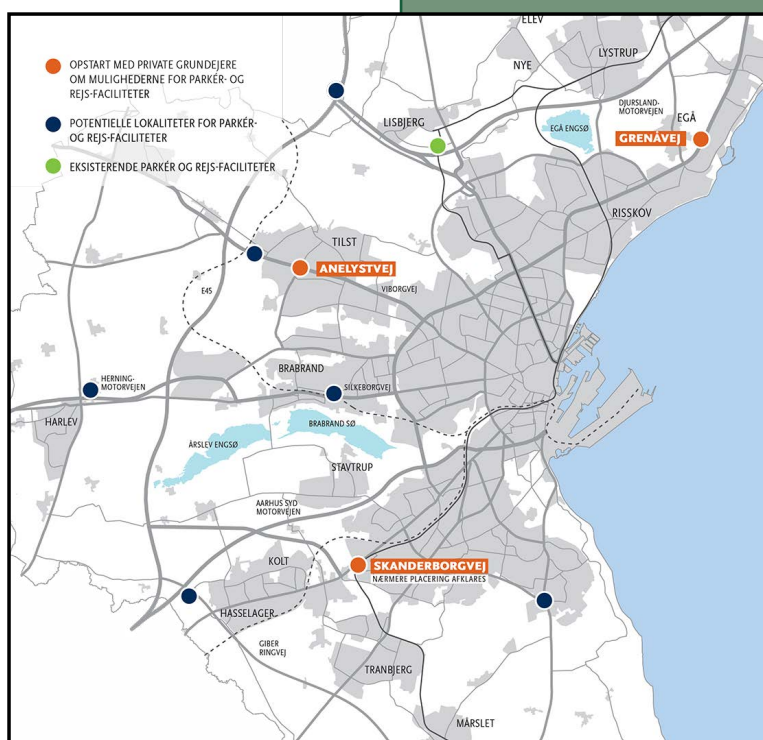 OPSTART MED PRIVATE GRUNDEJERE
OM MULIGHEDERNE FOR PARKÉR- OG
REJS-FACILITETER
POTENTIELLE LOKALITETER FOR PARKÉR-
OG REJS-FACILITETER
EKSISTERENDE PARKÉR OG REJS-FACILITETER
ELEV
LYSTRUP
NYE
DJURSLAND-
MOTORVEJEN
LISBJERG
EGÅ
EGÅ ENGSØ
GRENÅVEJ
RISSKOV
TILST
ANELYSTVEJ
VIBORGVEJ
E45
BRABRAND
HERNING-
MOTORVEJEN
SILKEBORGVEJ
HARLEV
BRABRAND SØ
ÅRSLEV ENGSØ
STAVTRUP
AARHUS SYD
MOTORVEJEN
KOLT
SKANDERBORGVEJ
NÆRMERE PLACERING AFKLARES
HASSELAGER
GIBER
RINGVEJ
TRANBJERG
MÅRSLET